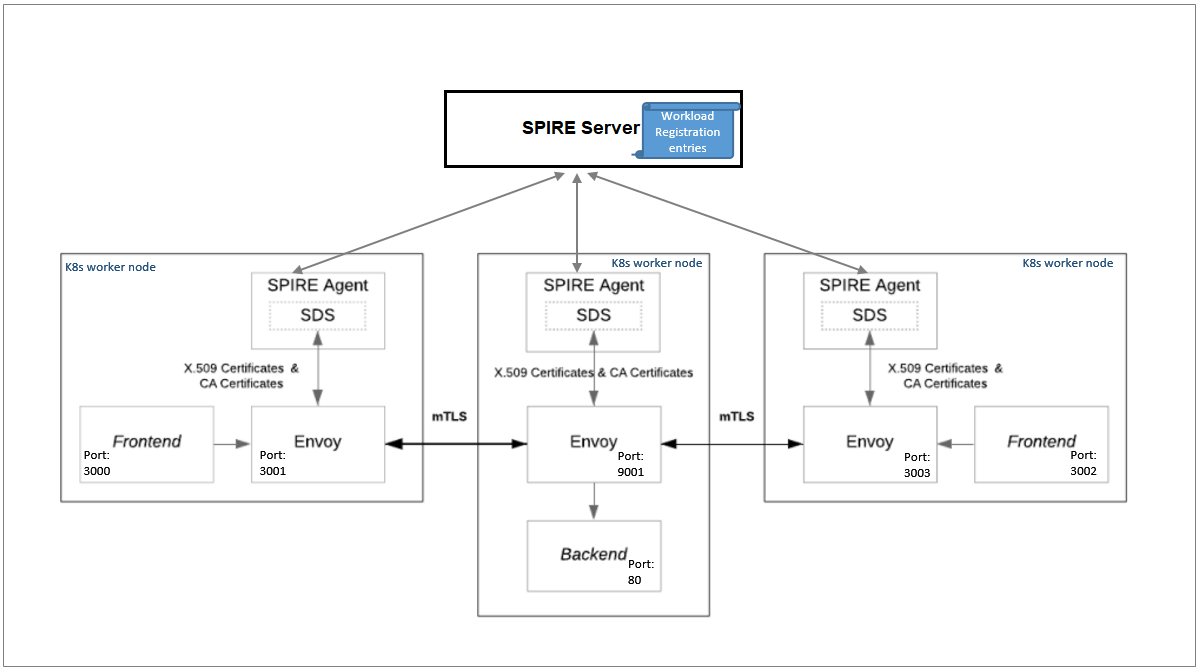 SPIRE Server
Workload
Registration
entries
K8s worker node
SPIRE Agent
SDS
X.509 Certificates &
CA Certificates
Frontend
Port:
3000
Envoy
Port:
3001
mTLS
K8s worker node
SPIRE Agent
SDS
X.509 Certificates & CA Certificates
Envoy
Port:
9001
Backend
Port:
80
mTLS
K8s worker node
SPIRE Agent
SDS
X.509 Certificates &
CA Certificates
Envoy
Port:
3003
Frontend
Port:
3002